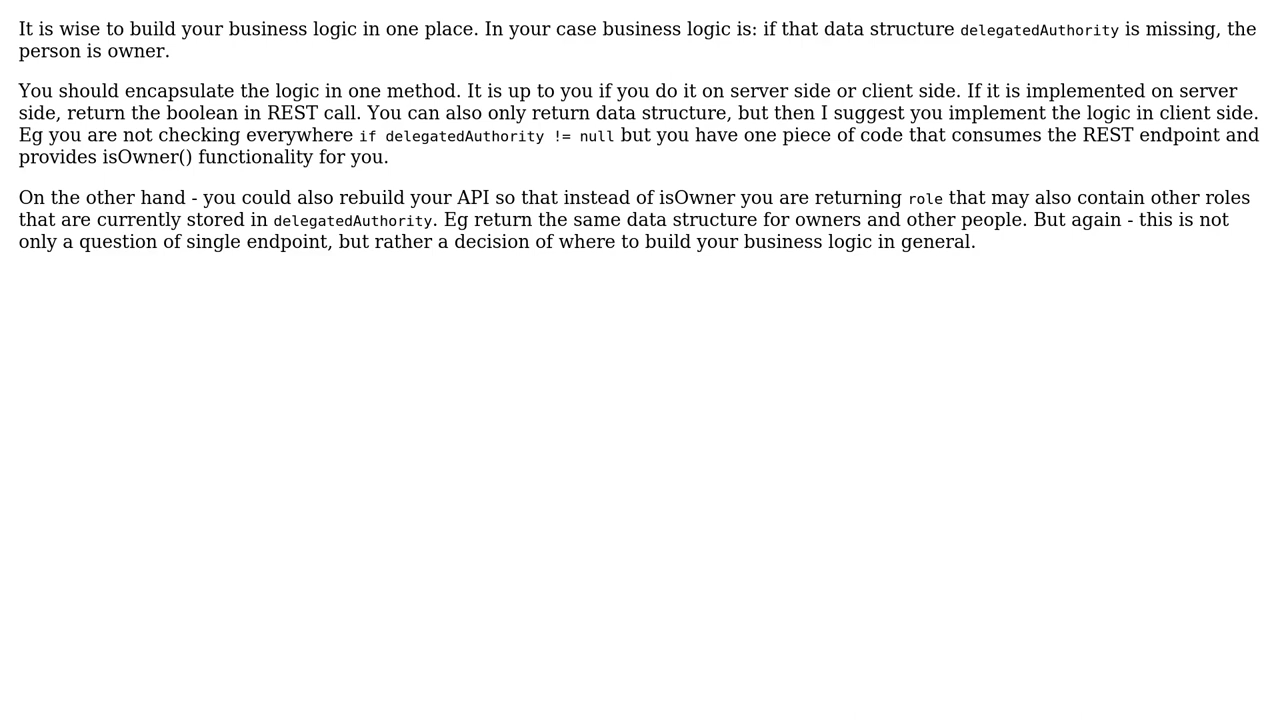 It is wise to build your business logic in one place. In your case business logic is: if that data structure delegatedAuthority is missing, the
person is owner.
You should encapsulate the logic in one method. It is up to you if you do it on server side or client side. If it is implemented on server
side, return the boolean in REST call. You can also only return data structure, but then I suggest you implement the logic in client side.
Eg you are not checking everywhere if delegatedAuthority != null but you have one piece of code that consumes the REST endpoint and
provides isOwner() functionality for you.
On the other hand - you could also rebuild your API so that instead of isOwner you are returning role that may also contain other roles
that are currently stored in delegatedAuthority. Eg return the same data structure for owners and other people. But again - this is not
only a question of single endpoint, but rather a decision of where to build your business logic in general.